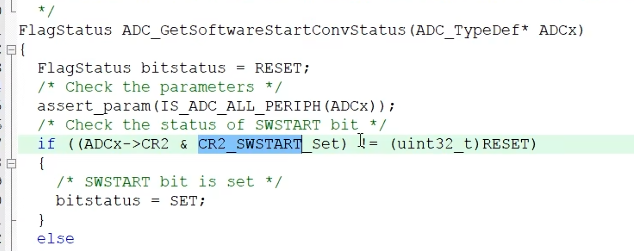 */
FlagStatus ADC_GetSoftwareStartConvStatus(ADC_TypeDef* ADCx)
{
FlagStatus bitstatus = RESET;
/* Check the parameters */
assert_param(IS_ADC_ALL_PERIPH(ADCx));
/* Check the status of SWSTART bit */
if ((ADCx->CR2 & CR2_SWSTART_Set) != (uint32_t)RESET)
{
/* SWSTART bit is set */
bitstatus = SET;
}
else